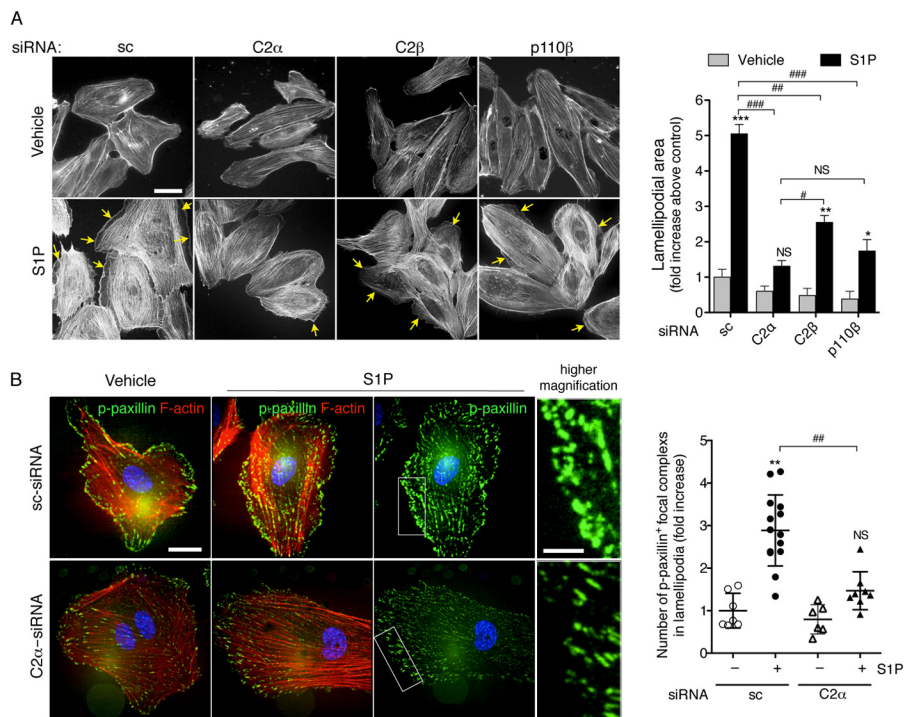 A
siRNA: sc C2α C2β p110β
Vehicle
S1P
Vehicle S1P
###
##
###
***
NS
#
**
NS
*
Lamellipodial area
(fold increase above control)
6
5
4
3
2
1
0
siRNA
sc C2α C2β p110β
B
Vehicle S1P higher
magnification
p-paxillin F-actin p-paxillin F-actin p-paxillin
sc-siRNA
C2α-siRNA
Number of p-paxillin+ focal complexes
in lamellipodia (fold increase)
5
4
3
2
1
0
##
**
NS
– + – + S1P
siRNA sc C2α